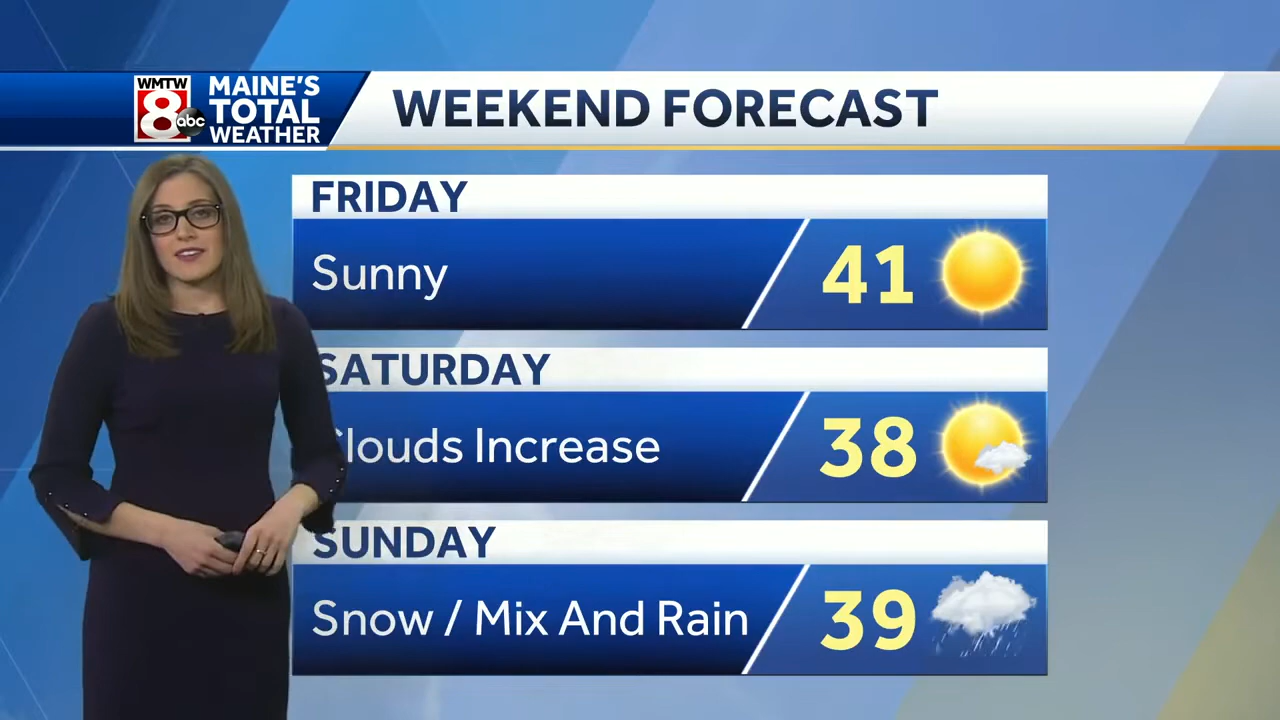 WMTW
8
abc
MAINE'S
TOTAL
WEATHER
WEEKEND FORECAST
FRIDAY
Sunny
41
SATURDAY
Clouds Increase
38
SUNDAY
Snow / Mix And Rain
39